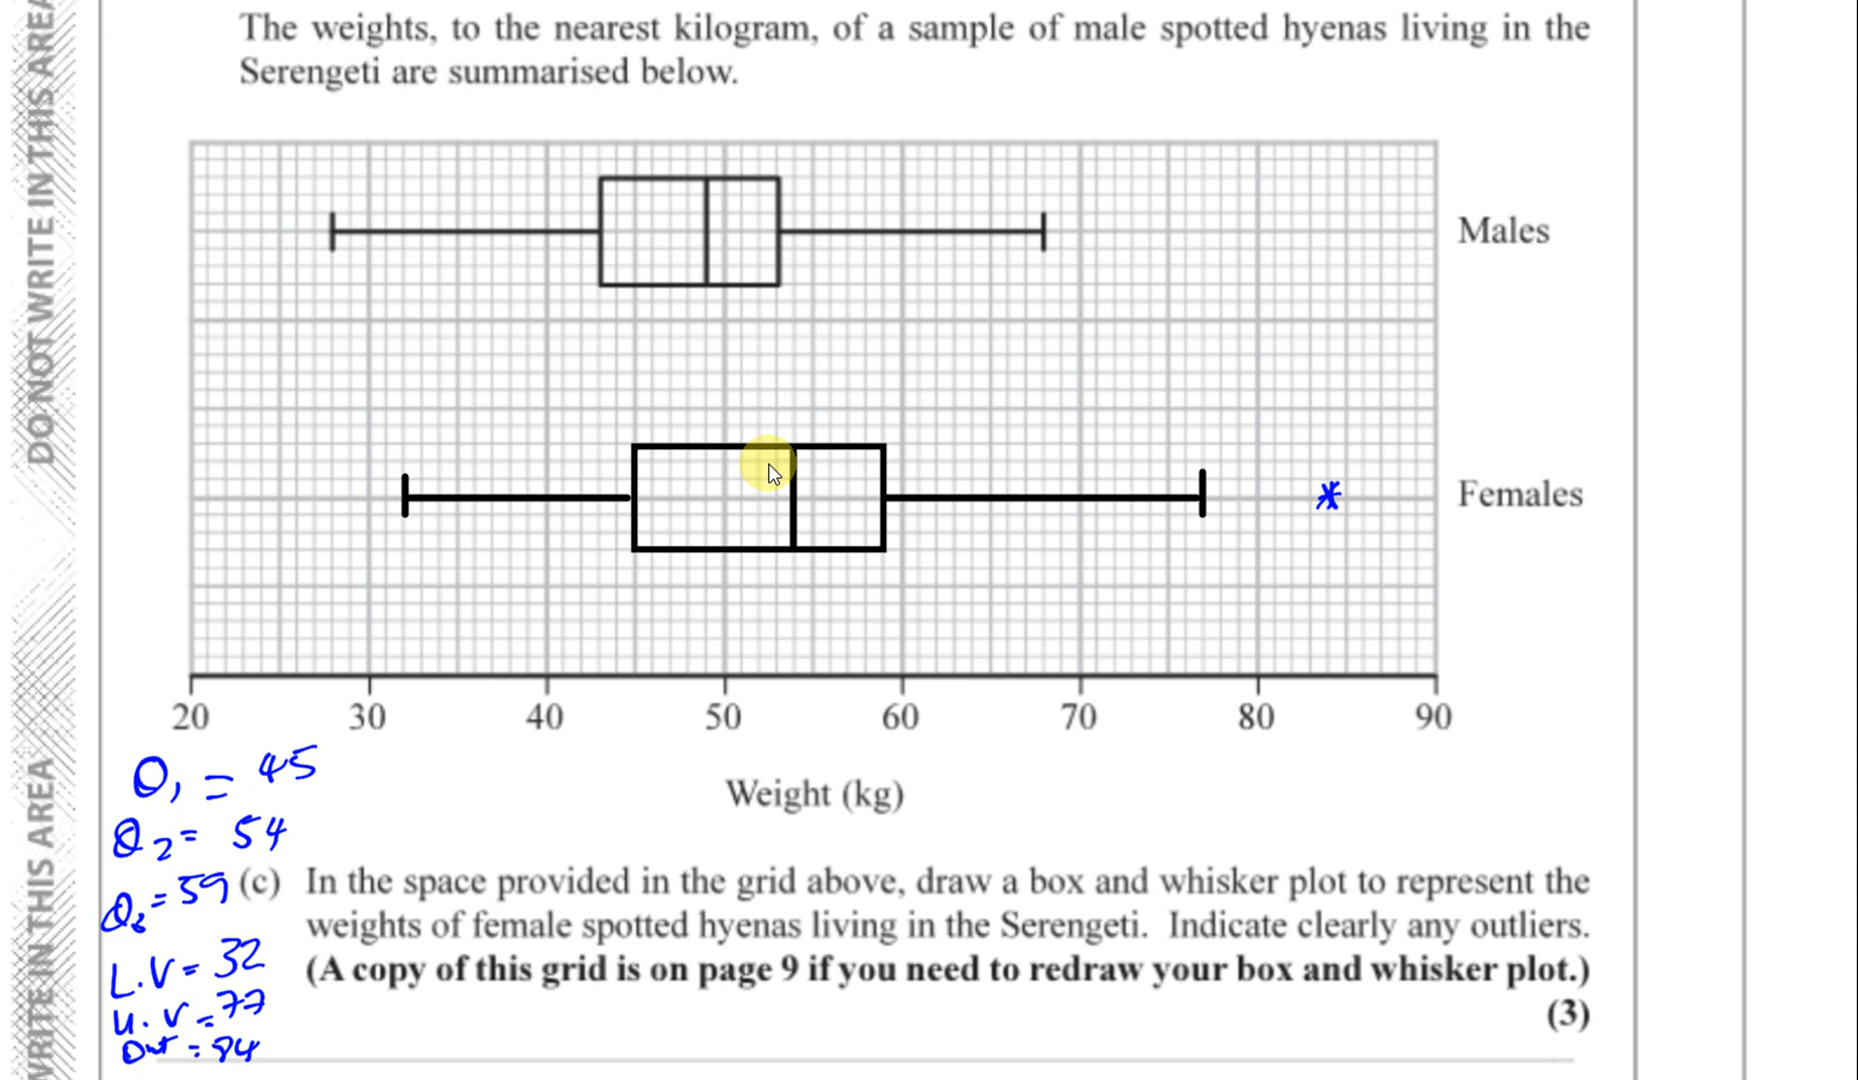 The weights, to the nearest kilogram, of a sample of male spotted hyenas living in the
Serengeti are summarised below.
DO NOT WRITE IN THIS AREA
Males
Females
20 30 40 50 60 70 80 90
Weight (kg)
Q1 = 45
Q2 = 54
Q3 = 59
L.V = 32
U.V = 77
Out = 84
(c) In the space provided in the grid above, draw a box and whisker plot to represent the
weights of female spotted hyenas living in the Serengeti. Indicate clearly any outliers.
(A copy of this grid is on page 9 if you need to redraw your box and whisker plot.)
(3)
WRITE IN THIS AREA